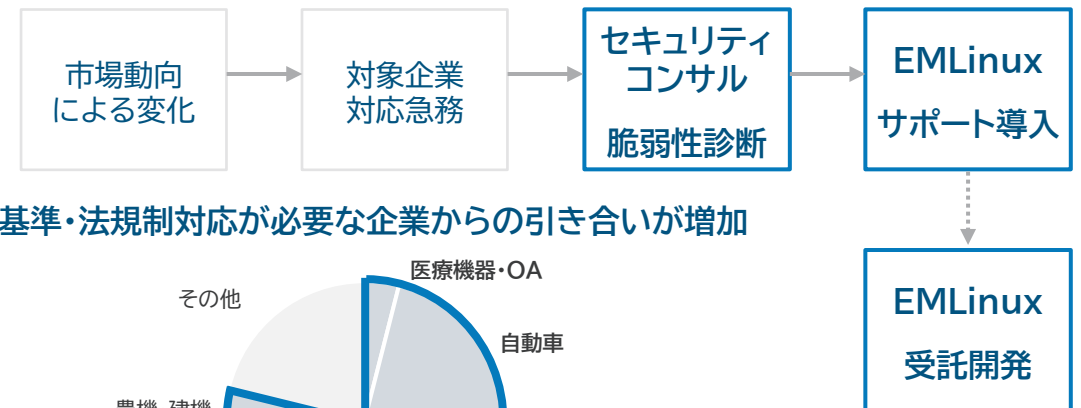 市場動向
による変化
対象企業
対応急務
セキュリティ
コンサル
脆弱性診断
EMLinux
サポート導入
基準・法規制対応が必要な企業からの引き合いが増加
医療機器・OA
その他
自動車
農機・建機
EMLinux
受託開発